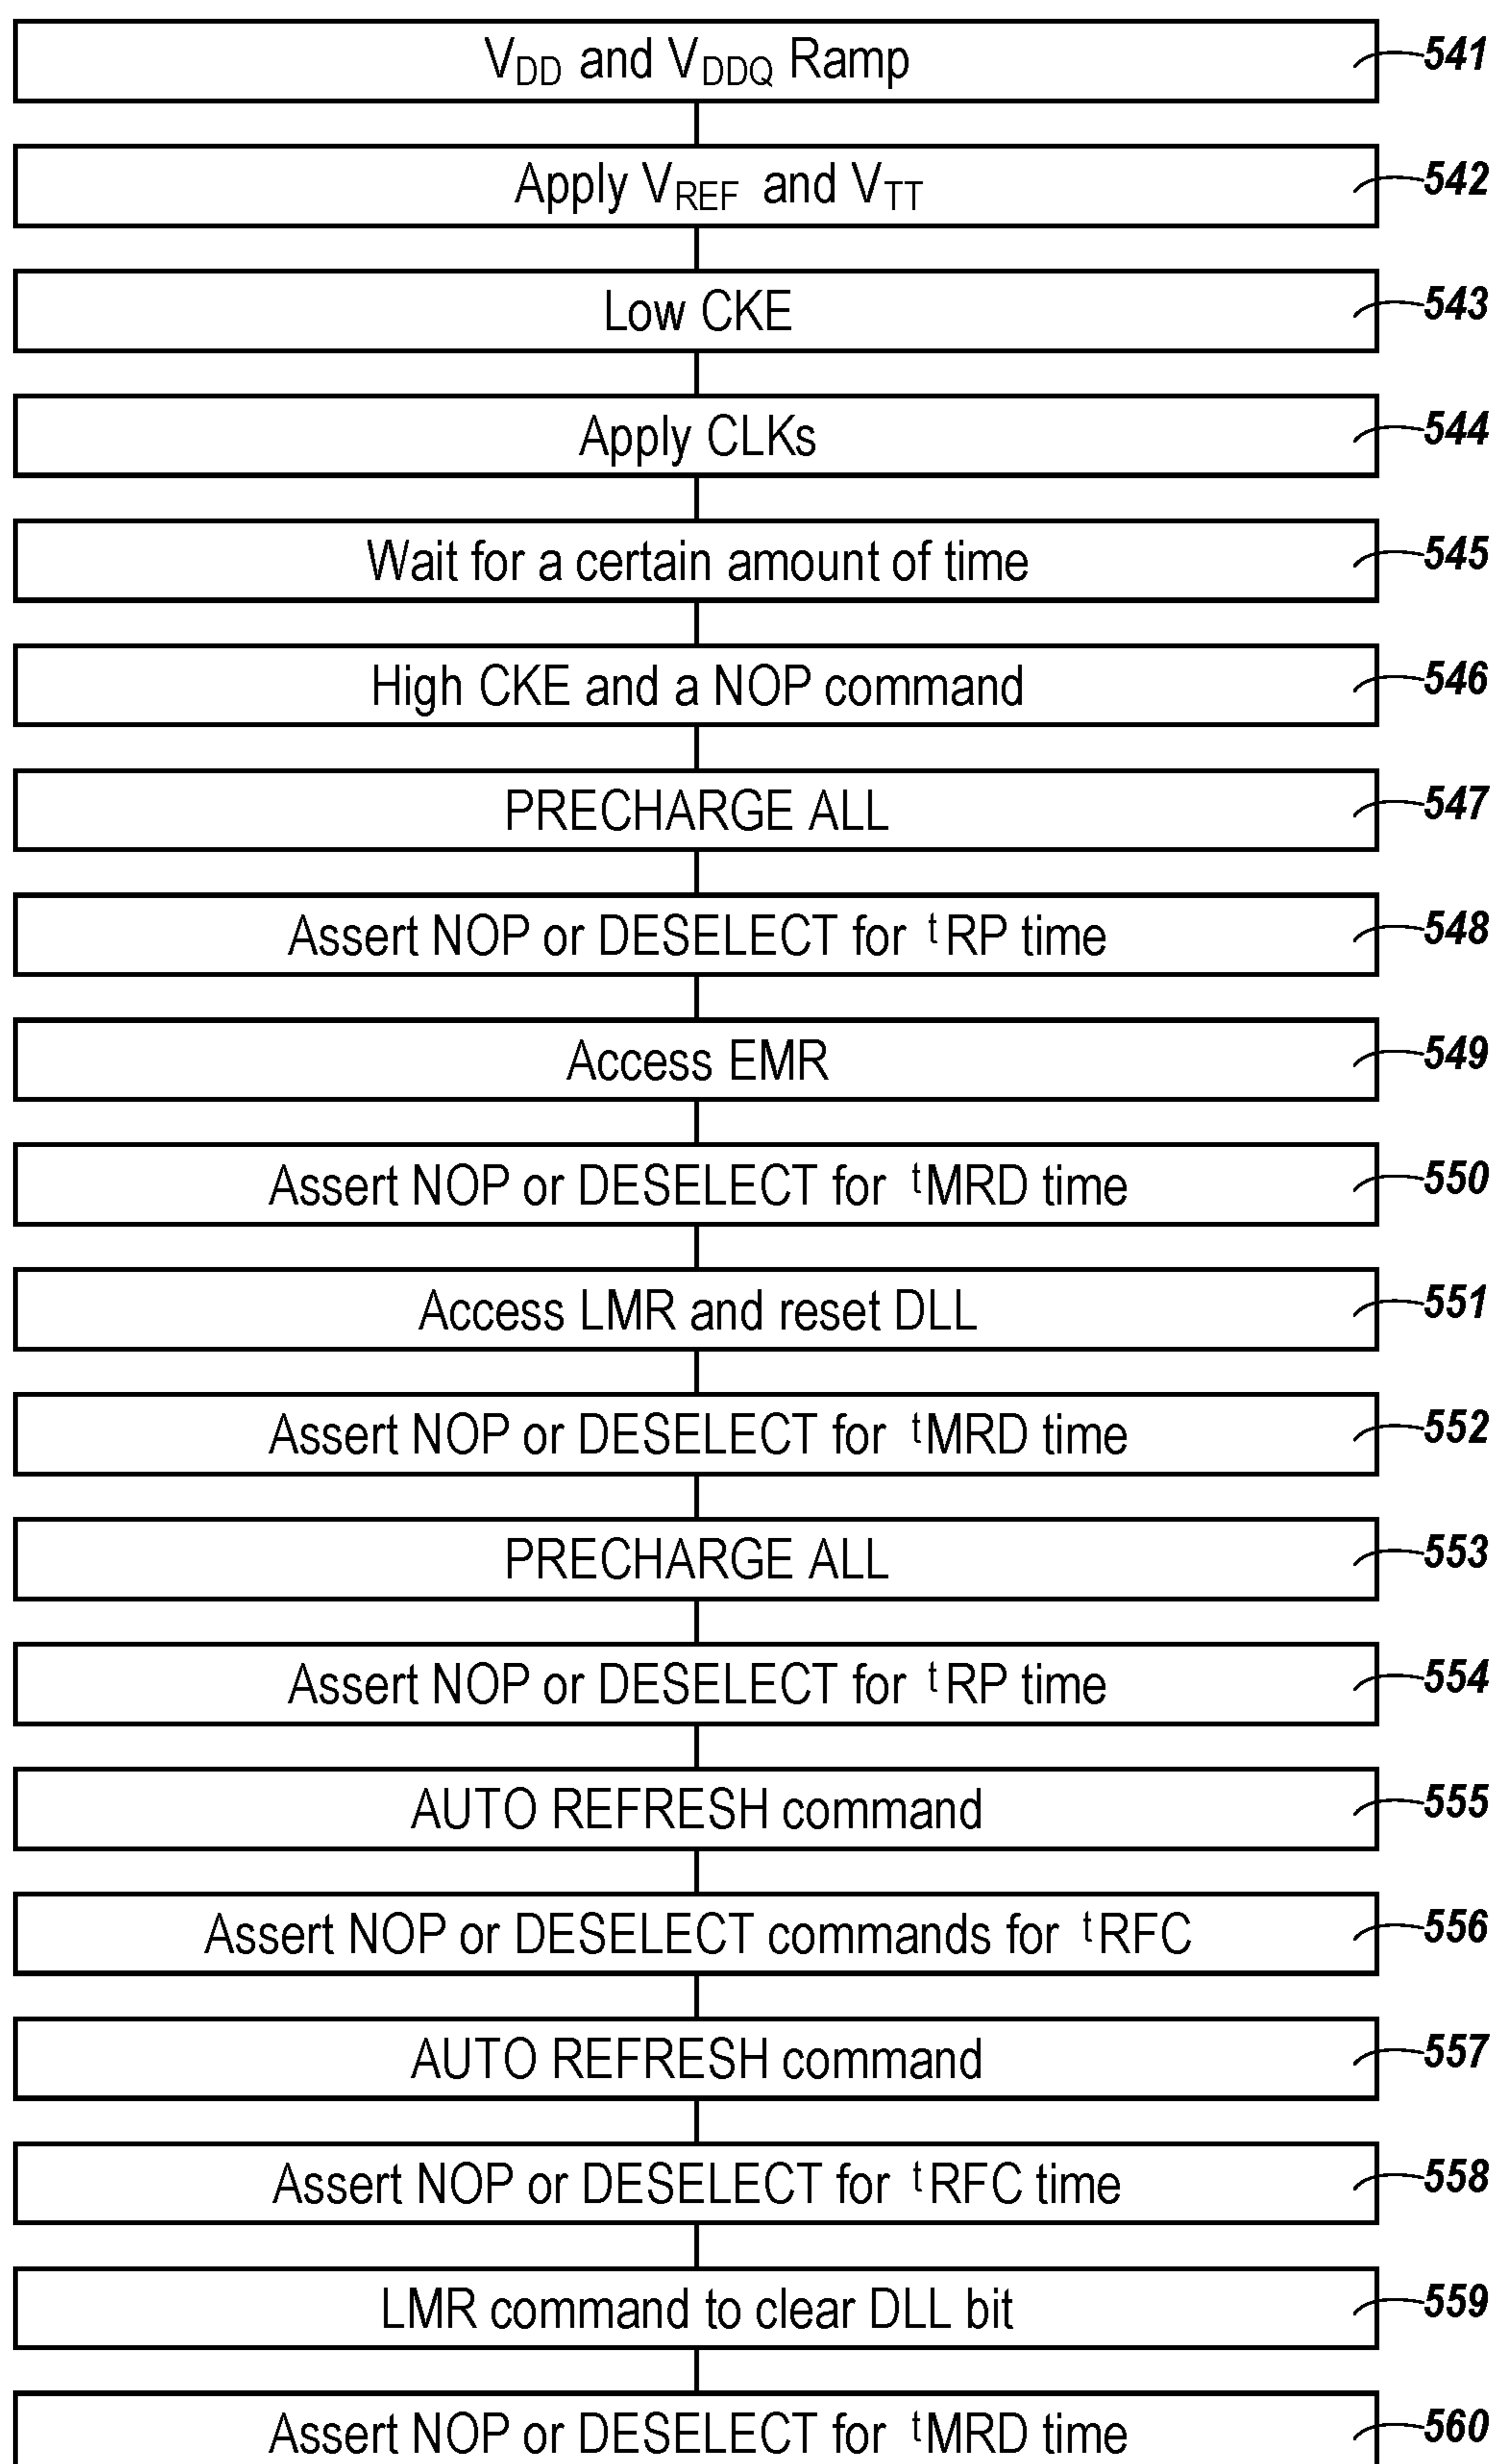 V_DD and V_DDQ Ramp 541
Apply V_REF and V_TT 542
Low CKE 543
Apply CLKs 544
Wait for a certain amount of time 545
High CKE and a NOP command 546
PRECHARGE ALL 547
Assert NOP or DESELECT for ᵗRP time 548
Access EMR 549
Assert NOP or DESELECT for ᵗMRD time 550
Access LMR and reset DLL 551
Assert NOP or DESELECT for ᵗMRD time 552
PRECHARGE ALL 553
Assert NOP or DESELECT for ᵗRP time 554
AUTO REFRESH command 555
Assert NOP or DESELECT commands for ᵗRFC 556
AUTO REFRESH command 557
Assert NOP or DESELECT for ᵗRFC time 558
LMR command to clear DLL bit 559
Assert NOP or DESELECT for ᵗMRD time 560